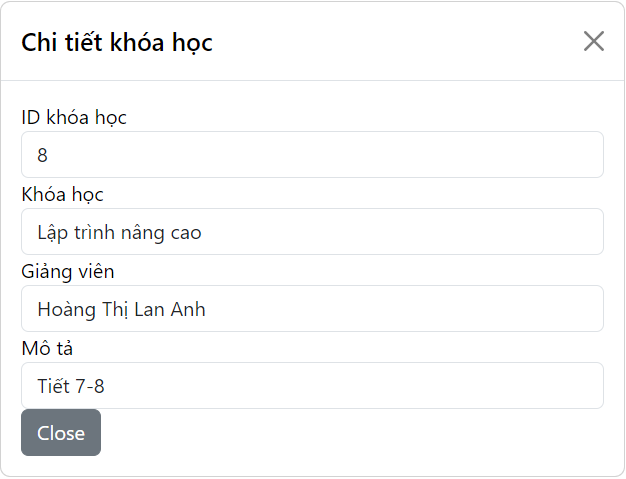 Chi tiết khóa học
ID khóa học
8
Khóa học
Lập trình nâng cao
Giảng viên
Hoàng Thị Lan Anh
Mô tả
Tiết 7-8
Close